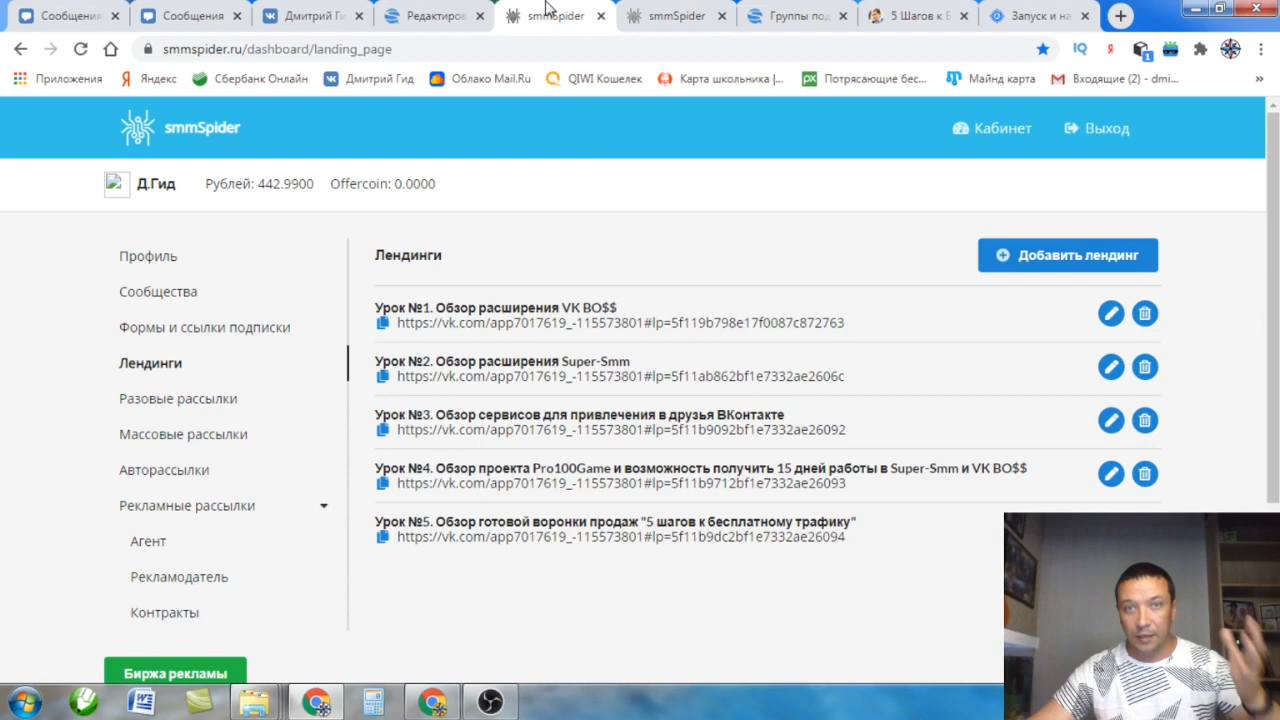 Сообщения
Сообщения
Дмитрий Ги
Редактиров
smmSpider
smmSpider
Группы под
5 Шагов к Б
Запуск и на
smmspider.ru/dashboard/landing_page
Приложения
Яндекс
Сбербанк Онлайн
Дмитрий Гид
Облако Mail.Ru
QIWI Кошелек
Карта школьника |...
Потрясающие бес...
Майнд карта
Входящие (2) - dmi...
smmSpider
Кабинет
Выход
Д.Гид
Рублей: 442.9900
Offercoin: 0.0000
Профиль
Сообщества
Формы и ссылки подписки
Лендинги
Разовые рассылки
Массовые рассылки
Авторассылки
Рекламные рассылки
Агент
Рекламодатель
Контракты
Биржа рекламы
Лендинги
Добавить лендинг
Урок №1. Обзор расширения VK BO$$
https://vk.com/app7017619_-115573801#lp=5f119b798e17f0087c872763
Урок №2. Обзор расширения Super-Smm
https://vk.com/app7017619_-115573801#lp=5f11ab862bf1e7332ae2606c
Урок №3. Обзор сервисов для привлечения в друзья ВКонтакте
https://vk.com/app7017619_-115573801#lp=5f11b9092bf1e7332ae26092
Урок №4. Обзор проекта Pro100Game и возможность получить 15 дней работы в Super-Smm и VK BO$$
https://vk.com/app7017619_-115573801#lp=5f11b9712bf1e7332ae26093
Урок №5. Обзор готовой воронки продаж "5 шагов к бесплатному трафику"
https://vk.com/app7017619_-115573801#lp=5f11b9dc2bf1e7332ae26094